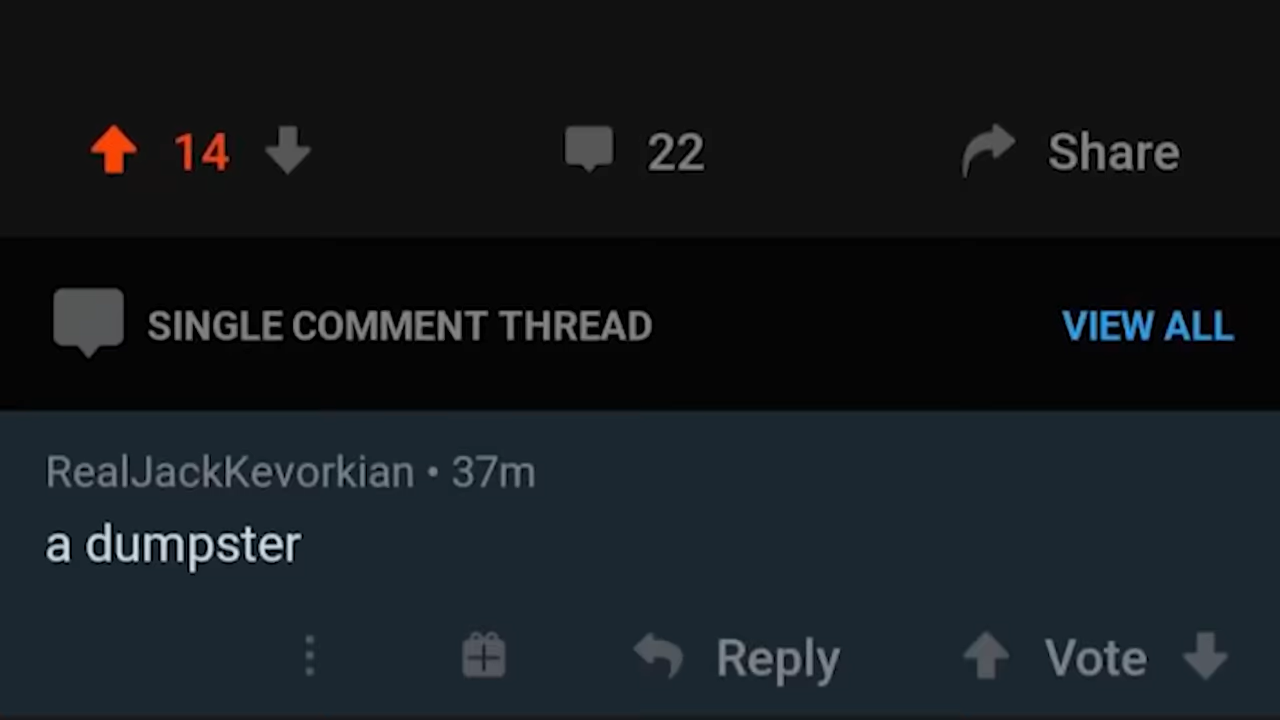 14 22 Share
SINGLE COMMENT THREAD VIEW ALL
RealJackKevorkian • 37m
a dumpster
Reply Vote